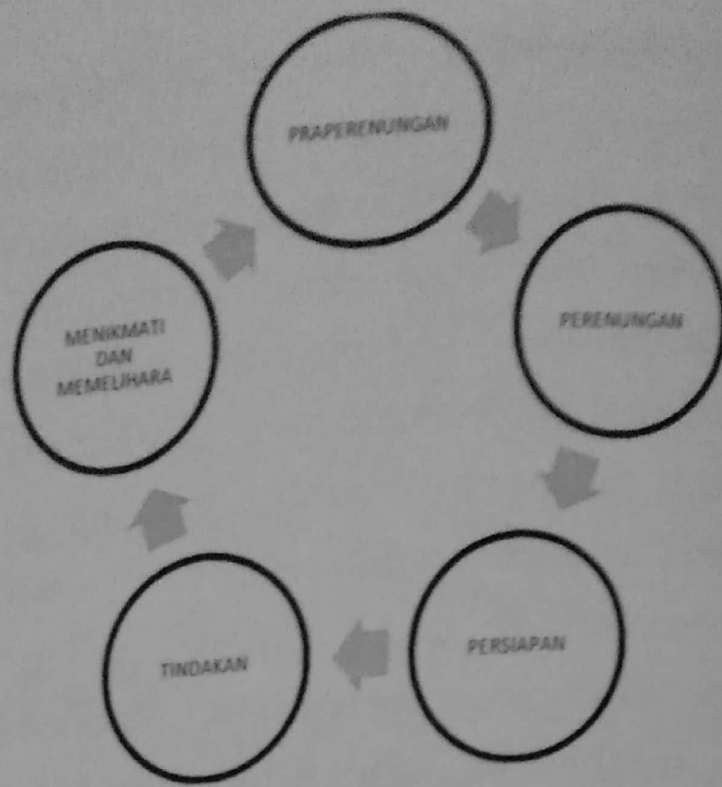 PRAPERENUNGAN
PERENUNGAN
PERSIAPAN
TINDAKAN
MENIKMATI
DAN
MEMELIHARA